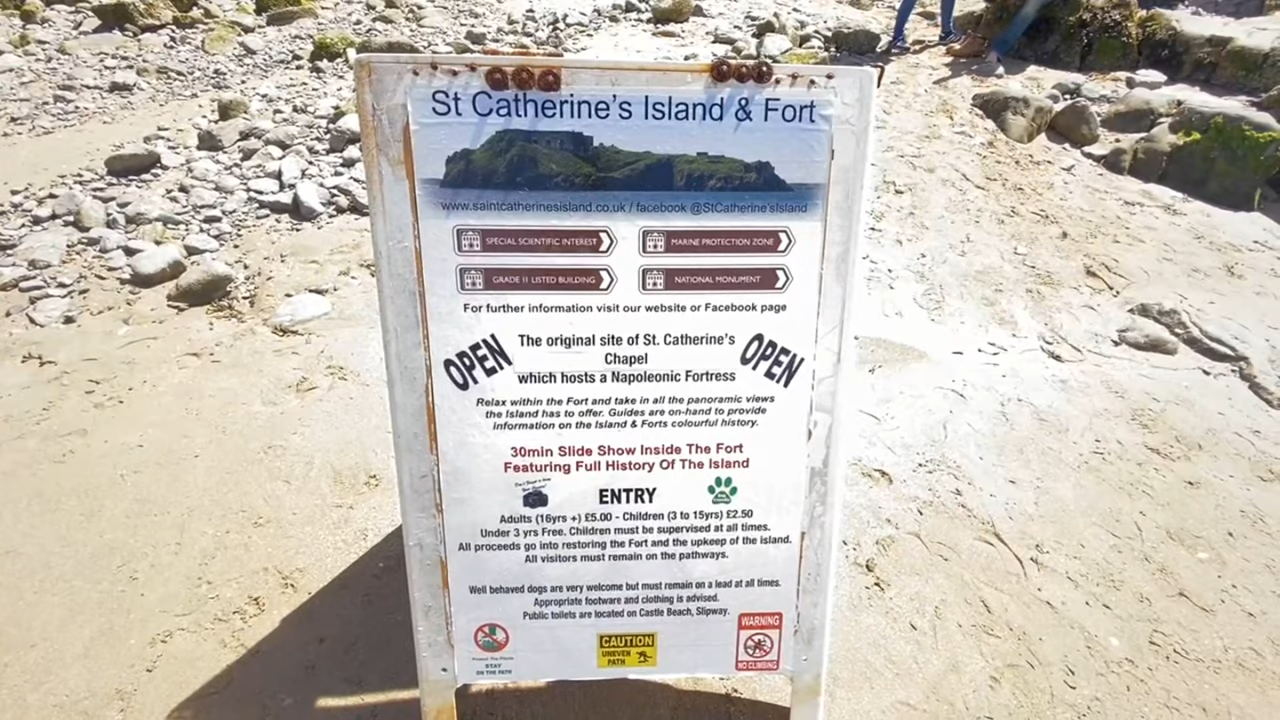 St Catherine's Island & Fort
www.saintcatherinesisland.co.uk / facebook @StCatherine'sIsland
SPECIAL SCIENTIFIC INTEREST
MARINE PROTECTION ZONE
GRADE II LISTED BUILDING
NATIONAL MONUMENT
For further information visit our website or Facebook page
OPEN
The original site of St. Catherine's
Chapel
which hosts a Napoleonic Fortress
OPEN
Relax within the Fort and take in all the panoramic views
the Island has to offer. Guides are on-hand to provide
information on the Island & Forts colourful history.
30min Slide Show Inside The Fort
Featuring Full History Of The Island
ENTRY
Adults (16yrs +) £5.00 - Children (3 to 15yrs) £2.50
Under 3 yrs Free. Children must be supervised at all times.
All proceeds go into restoring the Fort and the upkeep of the island.
All visitors must remain on the pathways.
Well behaved dogs are very welcome but must remain on a lead at all times.
Appropriate footware and clothing is advised.
Public toilets are located on Castle Beach, Slipway.
Protect The Plants
STAY
ON THE PATH
CAUTION
UNEVEN
PATH
WARNING
NO CLIMBING